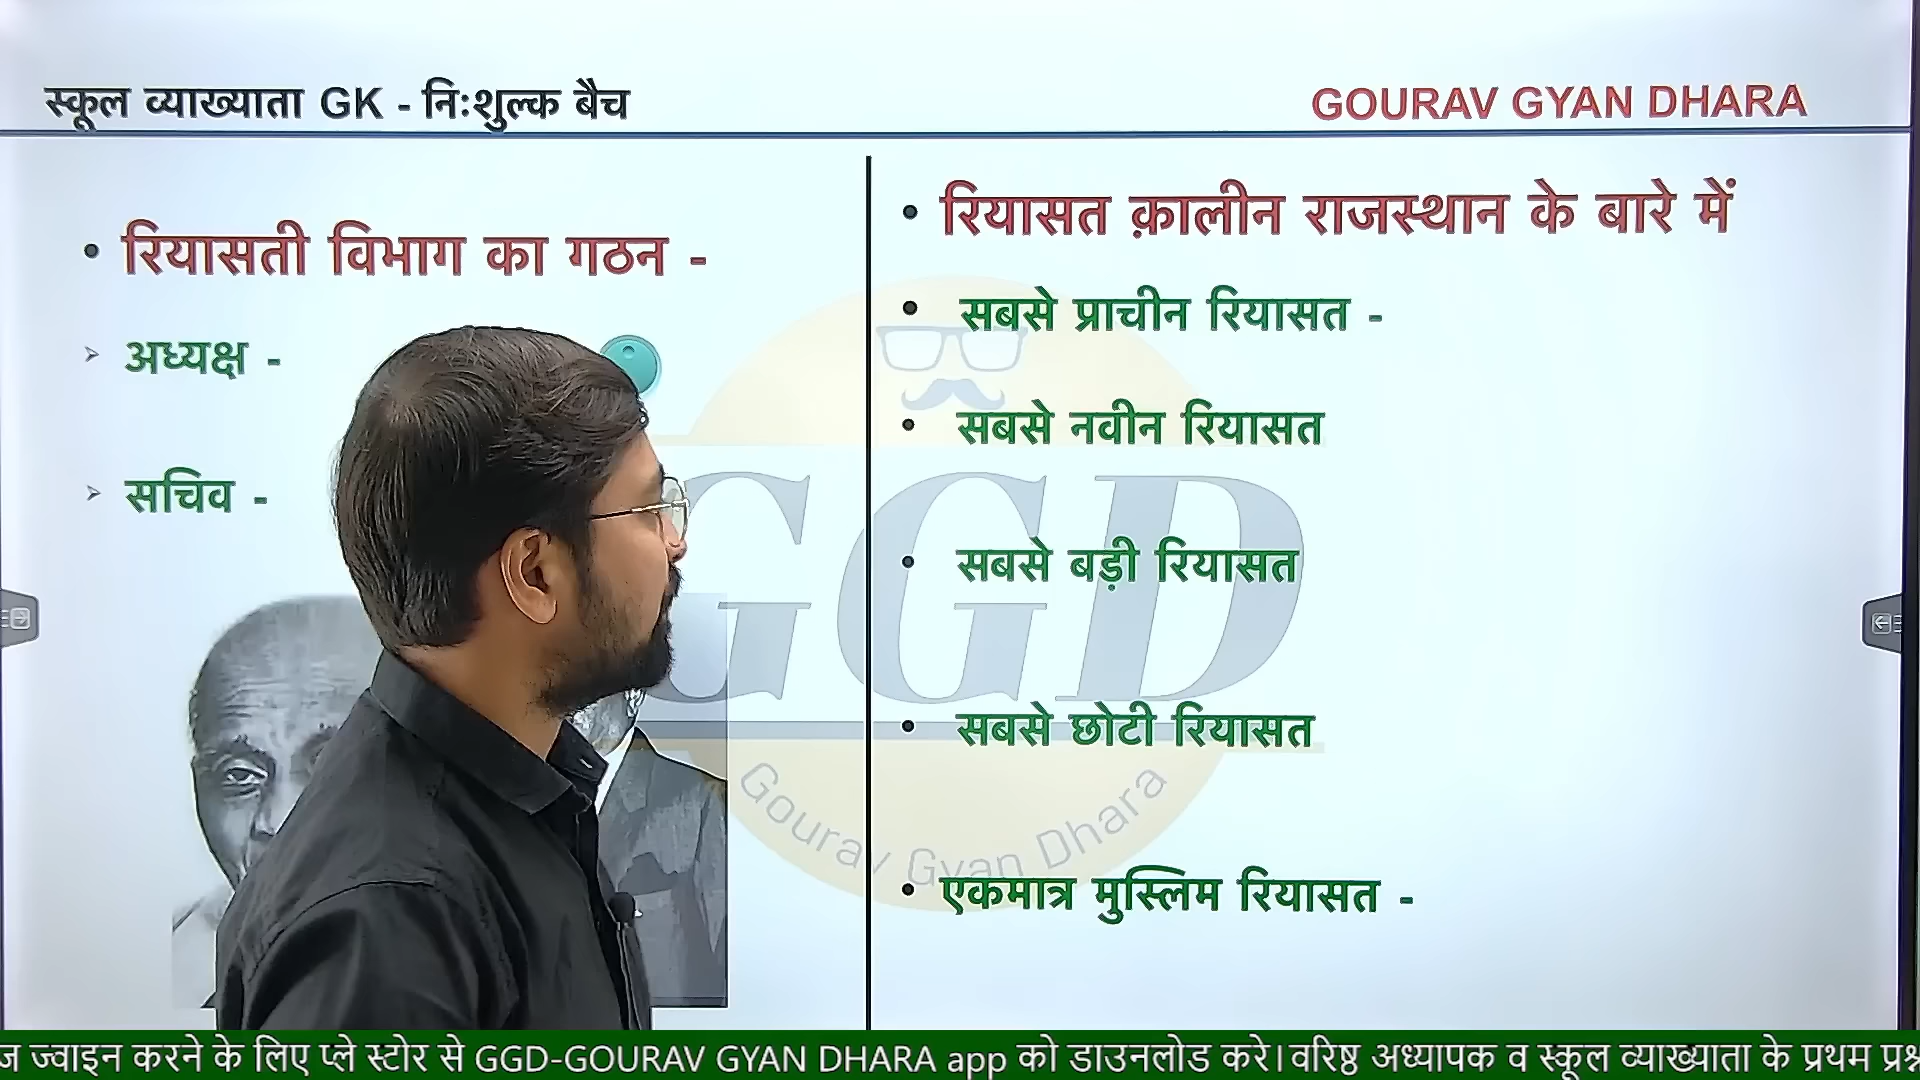 स्कूल व्याख्याता GK - निःशुल्क बैच
GOURAV GYAN DHARA
• रियासती विभाग का गठन -
➢ अध्यक्ष -
➢ सचिव -
• रियासत क़ालीन राजस्थान के बारे में
• सबसे प्राचीन रियासत -
• सबसे नवीन रियासत
• सबसे बड़ी रियासत
• सबसे छोटी रियासत
• एकमात्र मुस्लिम रियासत -
GGD
Gourav Gyan Dhara
ज्वाइन करने के लिए प्ले स्टोर से GGD-GOURAV GYAN DHARA app को डाउनलोड करे। वरिष्ठ अध्यापक व स्कूल व्याख्याता के प्रथम